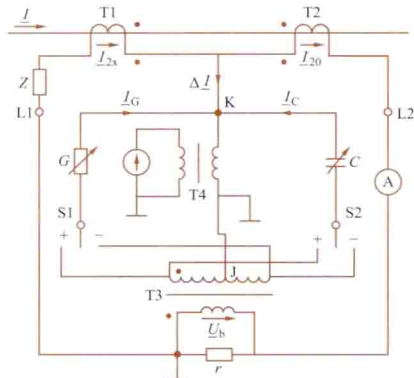 I T1 T2
I2x I20
Z ΔI
L1 IG K IC L2
G C A
T4
S1 S2
+ − + −
J
T3
Ub
r